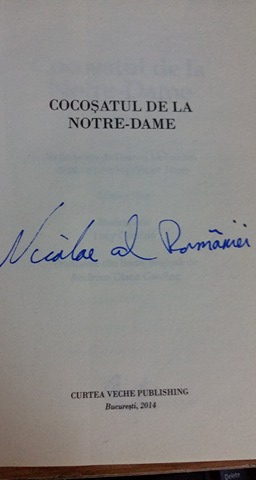 COCOȘATUL DE LA
NOTRE-DAME
Nicolae al României
CURTEA VECHE PUBLISHING
București, 2014